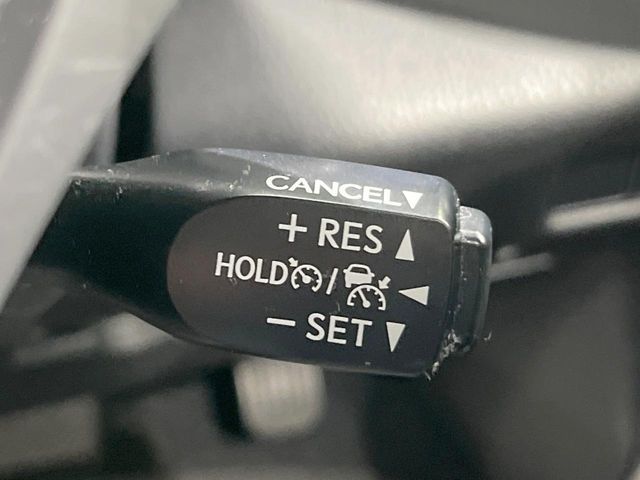 CANCEL▼
+ RES ▲
HOLD / ◀
− SET ▼